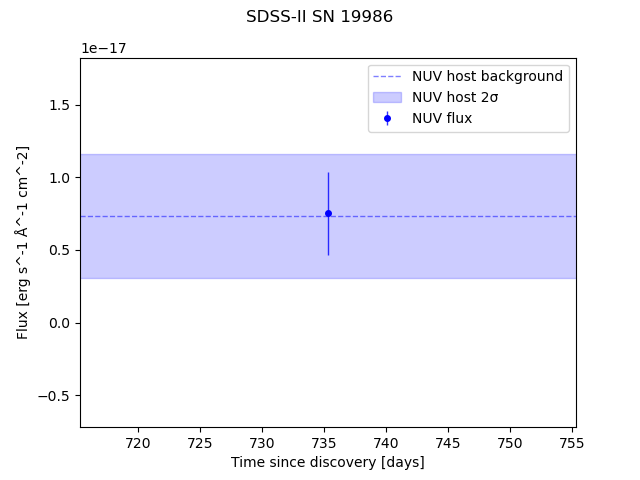 SDSS-II SN 19986
1e−17
NUV host background
NUV host 2σ
NUV flux
1.5
1.0
0.5
0.0
−0.5
Flux [erg s^-1 Å^-1 cm^-2]
720 725 730 735 740 745 750 755
Time since discovery [days]